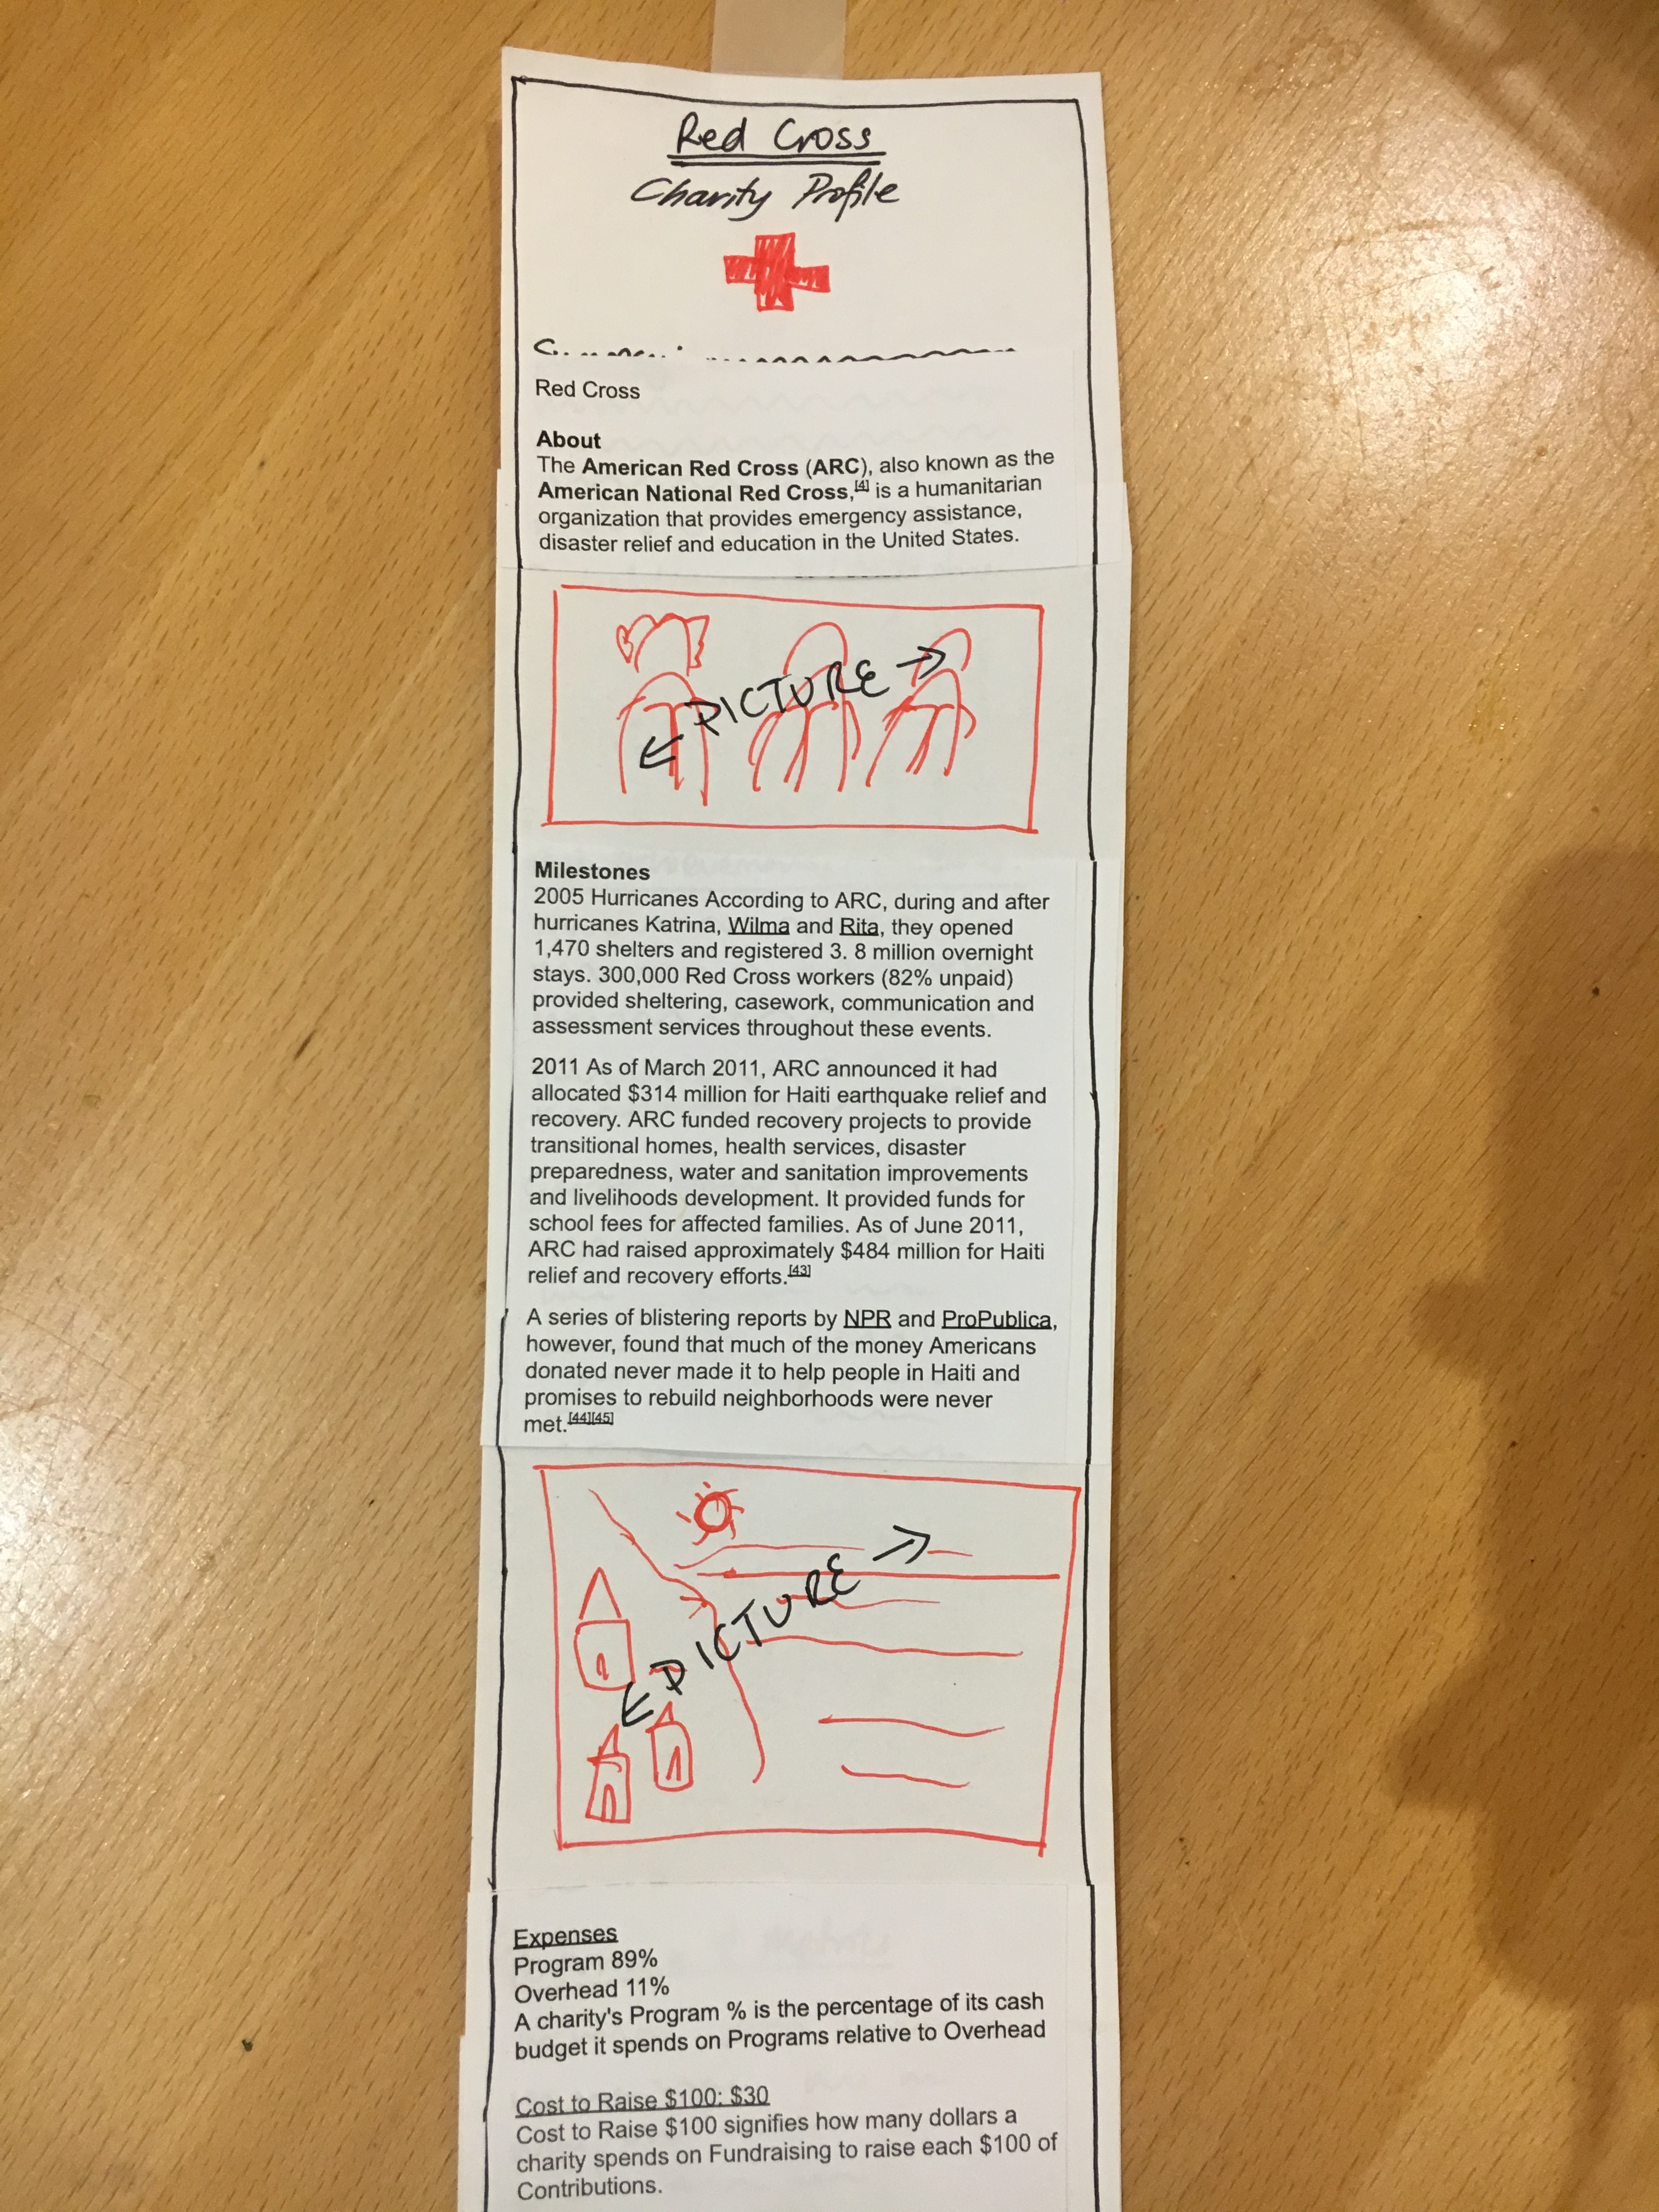 Red Cross
Charity Profile
Red Cross
About
The American Red Cross (ARC), also known as the
American National Red Cross,[4] is a humanitarian
organization that provides emergency assistance,
disaster relief and education in the United States.
← PICTURE →
Milestones
2005 Hurricanes According to ARC, during and after
hurricanes Katrina, Wilma and Rita, they opened
1,470 shelters and registered 3. 8 million overnight
stays. 300,000 Red Cross workers (82% unpaid)
provided sheltering, casework, communication and
assessment services throughout these events.
2011 As of March 2011, ARC announced it had
allocated $314 million for Haiti earthquake relief and
recovery. ARC funded recovery projects to provide
transitional homes, health services, disaster
preparedness, water and sanitation improvements
and livelihoods development. It provided funds for
school fees for affected families. As of June 2011,
ARC had raised approximately $484 million for Haiti
relief and recovery efforts.[43]
A series of blistering reports by NPR and ProPublica,
however, found that much of the money Americans
donated never made it to help people in Haiti and
promises to rebuild neighborhoods were never
met.[44][45]
← PICTURE →
Expenses
Program 89%
Overhead 11%
A charity's Program % is the percentage of its cash
budget it spends on Programs relative to Overhead
Cost to Raise $100: $30
Cost to Raise $100 signifies how many dollars a
charity spends on Fundraising to raise each $100 of
Contributions.